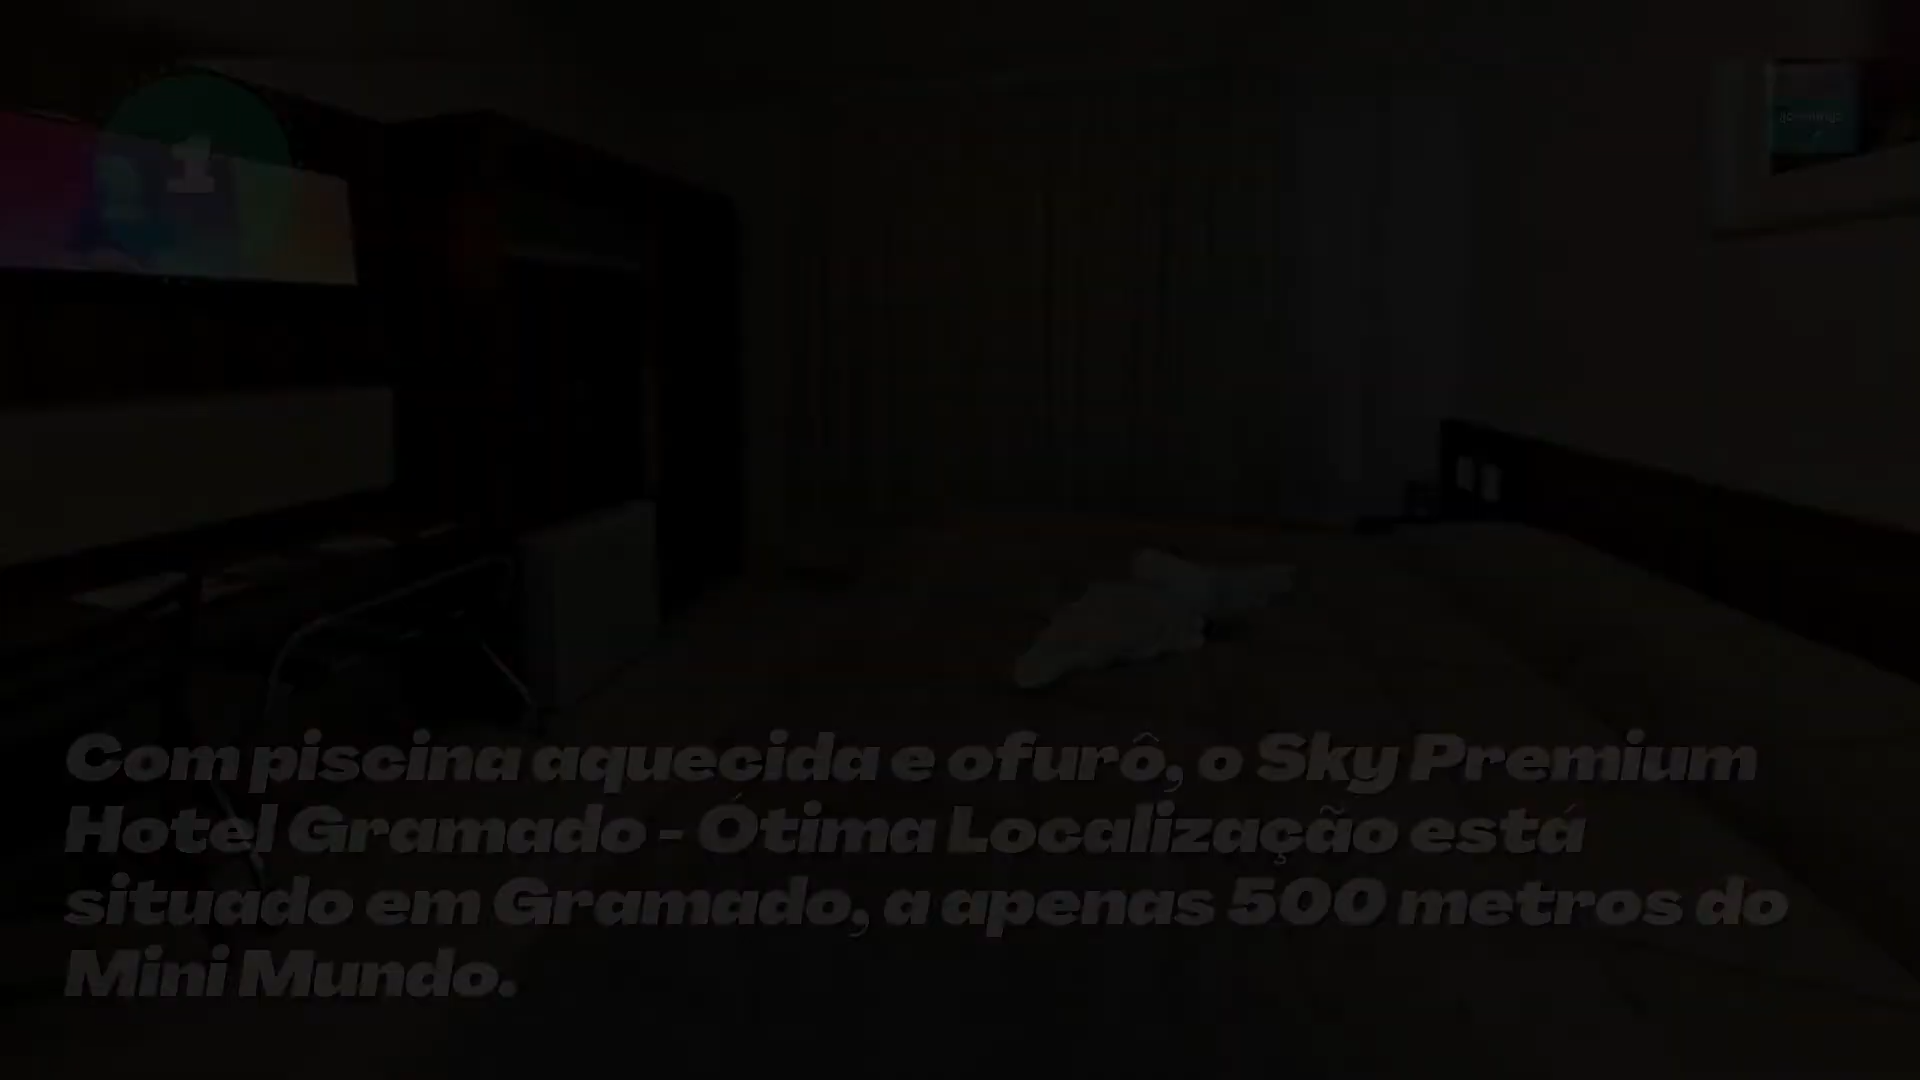 1
Com piscina aquecida e ofurô, o Sky Premium
Hotel Gramado - Ótima Localização está
situado em Gramado, a apenas 500 metros do
Mini Mundo.